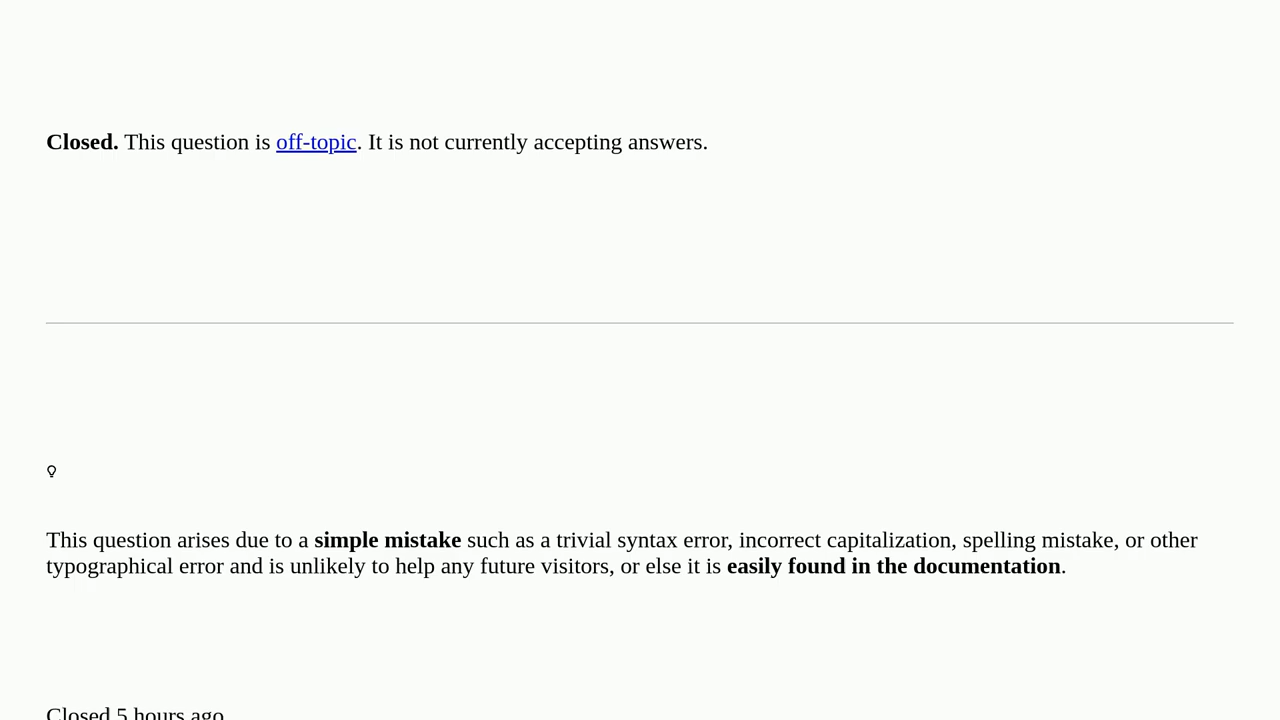 Closed. This question is off-topic. It is not currently accepting answers.
This question arises due to a simple mistake such as a trivial syntax error, incorrect capitalization, spelling mistake, or other
typographical error and is unlikely to help any future visitors, or else it is easily found in the documentation.
Closed 5 hours ago.